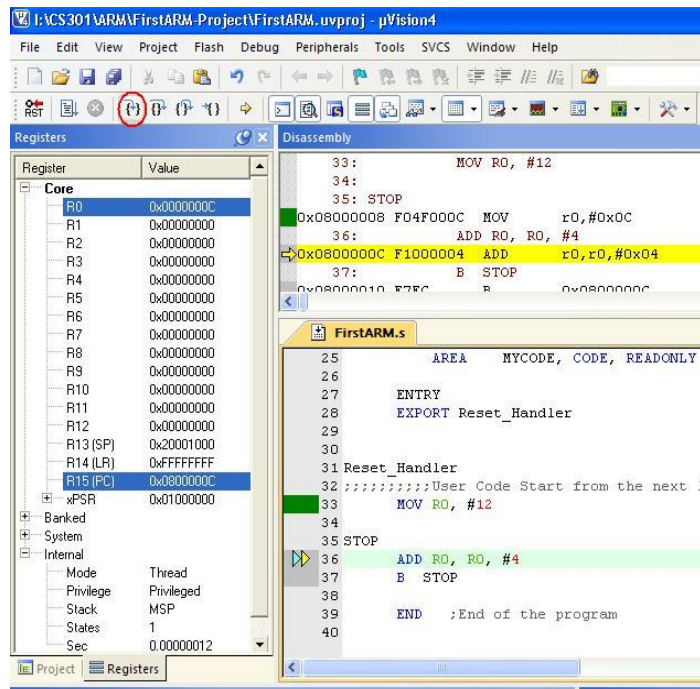 I:\CS301\ARM\FirstARM-Project\FirstARM.uvproj - µVision4
File Edit View Project Flash Debug Peripherals Tools SVCS Window Help
RST
Registers
Register Value
Core
R0 0x0000000C
R1 0x00000000
R2 0x00000000
R3 0x00000000
R4 0x00000000
R5 0x00000000
R6 0x00000000
R7 0x00000000
R8 0x00000000
R9 0x00000000
R10 0x00000000
R11 0x00000000
R12 0x00000000
R13 (SP) 0x20001000
R14 (LR) 0xFFFFFFFF
R15 (PC) 0x0800000C
xPSR 0x01000000
Banked
System
Internal
Mode Thread
Privilege Privileged
Stack MSP
States 1
Sec 0.00000012
Project Registers
Disassembly
33: MOV R0, #12
34:
35: STOP
0x08000008 F04F000C MOV r0,#0x0C
36: ADD R0, R0, #4
0x0800000C F1000004 ADD r0,r0,#0x04
37: B STOP
0x08000010 E7FC B 0x0800000C
FirstARM.s
25 AREA MYCODE, CODE, READONLY
26
27 ENTRY
28 EXPORT Reset_Handler
29
30
31 Reset_Handler
32 ;;;;;;;;;;User Code Start from the next
33 MOV R0, #12
34
35 STOP
36 ADD R0, R0, #4
37 B STOP
38
39 END ;End of the program
40